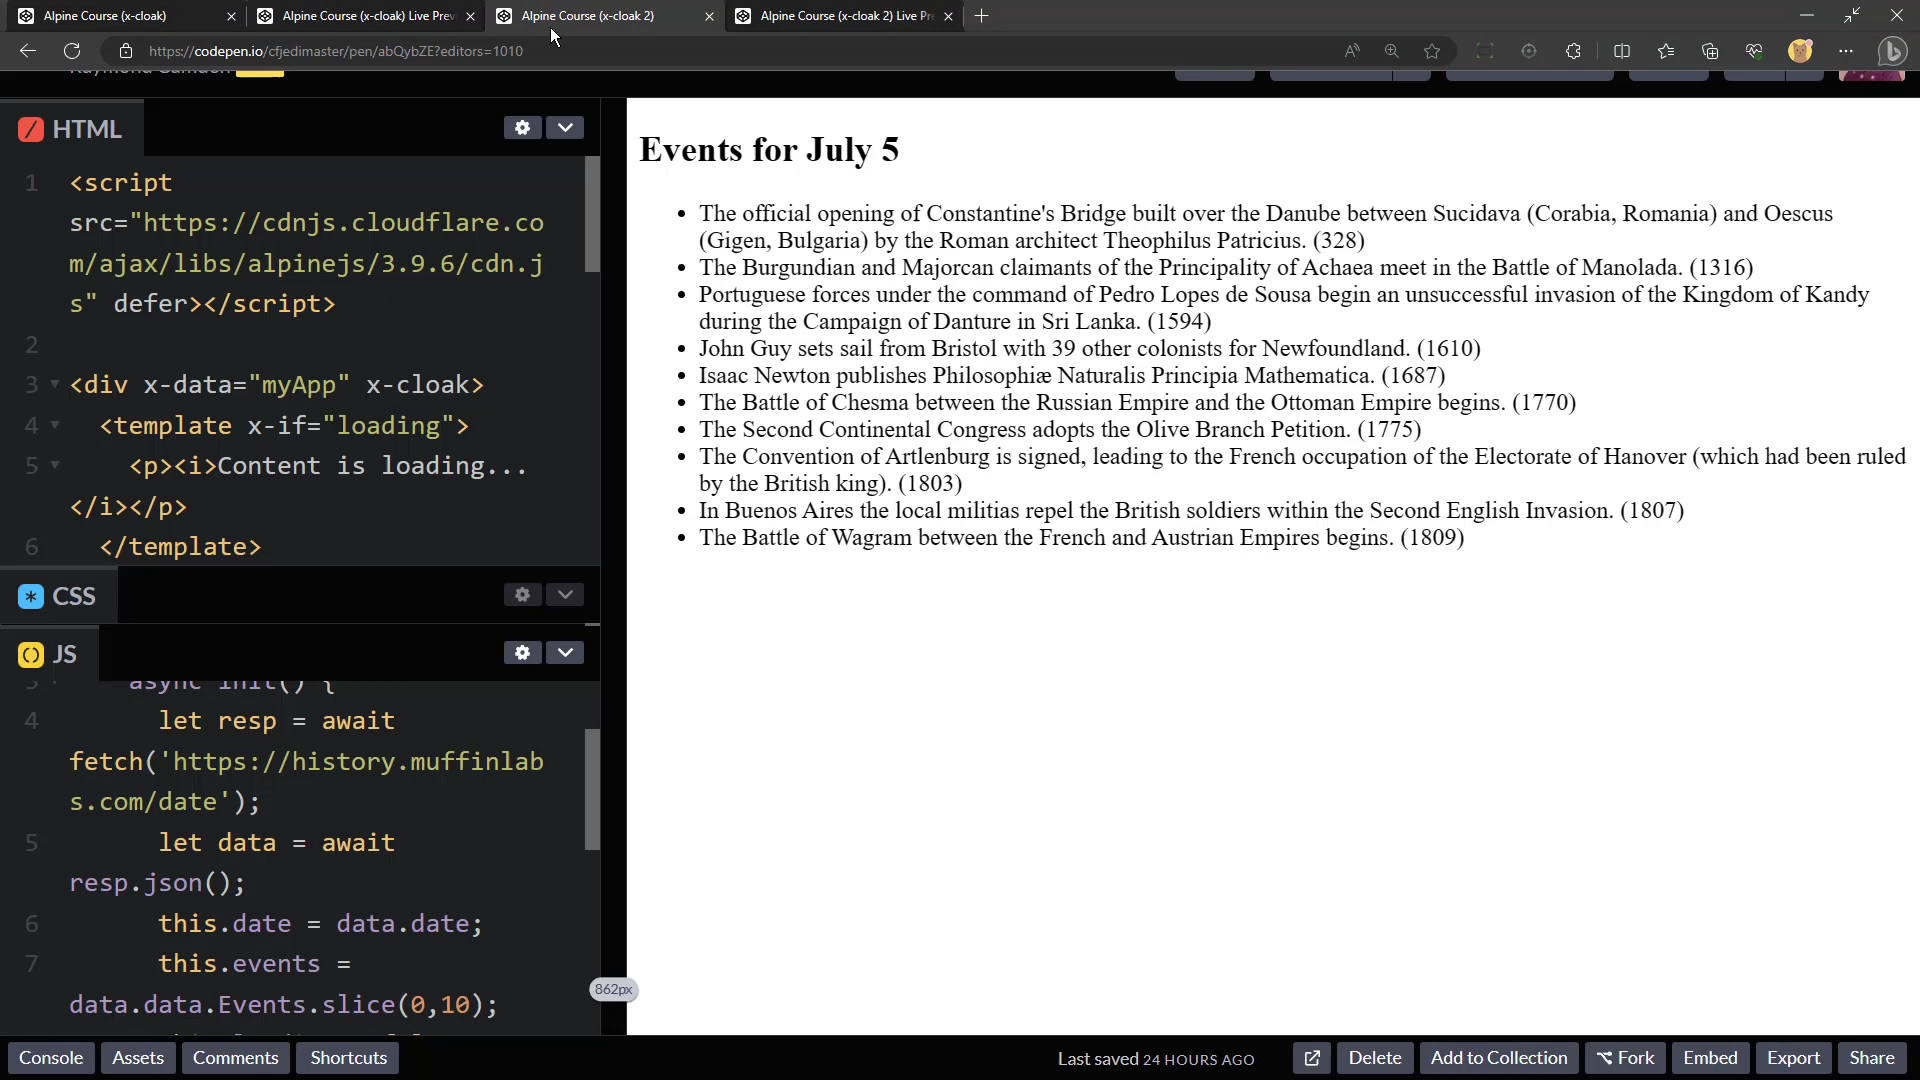 Alpine Course (x-cloak)
Alpine Course (x-cloak) Live Prev
Alpine Course (x-cloak 2)
Alpine Course (x-cloak 2) Live Pre
https://codepen.io/cfjedimaster/pen/abQybZE?editors=1010
HTML
1 <script
src="https://cdnjs.cloudflare.co
m/ajax/libs/alpinejs/3.9.6/cdn.j
s" defer></script>
2
3 <div x-data="myApp" x-cloak>
4 <template x-if="loading">
5 <p><i>Content is loading...
</i></p>
6 </template>
CSS
JS
3 async init() {
4 let resp = await
fetch('https://history.muffinlab
s.com/date');
5 let data = await
resp.json();
6 this.date = data.date;
7 this.events =
data.data.Events.slice(0,10);
862px
Events for July 5
• The official opening of Constantine's Bridge built over the Danube between Sucidava (Corabia, Romania) and Oescus
(Gigen, Bulgaria) by the Roman architect Theophilus Patricius. (328)
• The Burgundian and Majorcan claimants of the Principality of Achaea meet in the Battle of Manolada. (1316)
• Portuguese forces under the command of Pedro Lopes de Sousa begin an unsuccessful invasion of the Kingdom of Kandy
during the Campaign of Danture in Sri Lanka. (1594)
• John Guy sets sail from Bristol with 39 other colonists for Newfoundland. (1610)
• Isaac Newton publishes Philosophiæ Naturalis Principia Mathematica. (1687)
• The Battle of Chesma between the Russian Empire and the Ottoman Empire begins. (1770)
• The Second Continental Congress adopts the Olive Branch Petition. (1775)
• The Convention of Artlenburg is signed, leading to the French occupation of the Electorate of Hanover (which had been ruled
by the British king). (1803)
• In Buenos Aires the local militias repel the British soldiers within the Second English Invasion. (1807)
• The Battle of Wagram between the French and Austrian Empires begins. (1809)
Console
Assets
Comments
Shortcuts
Last saved 24 HOURS AGO
Delete
Add to Collection
Fork
Embed
Export
Share